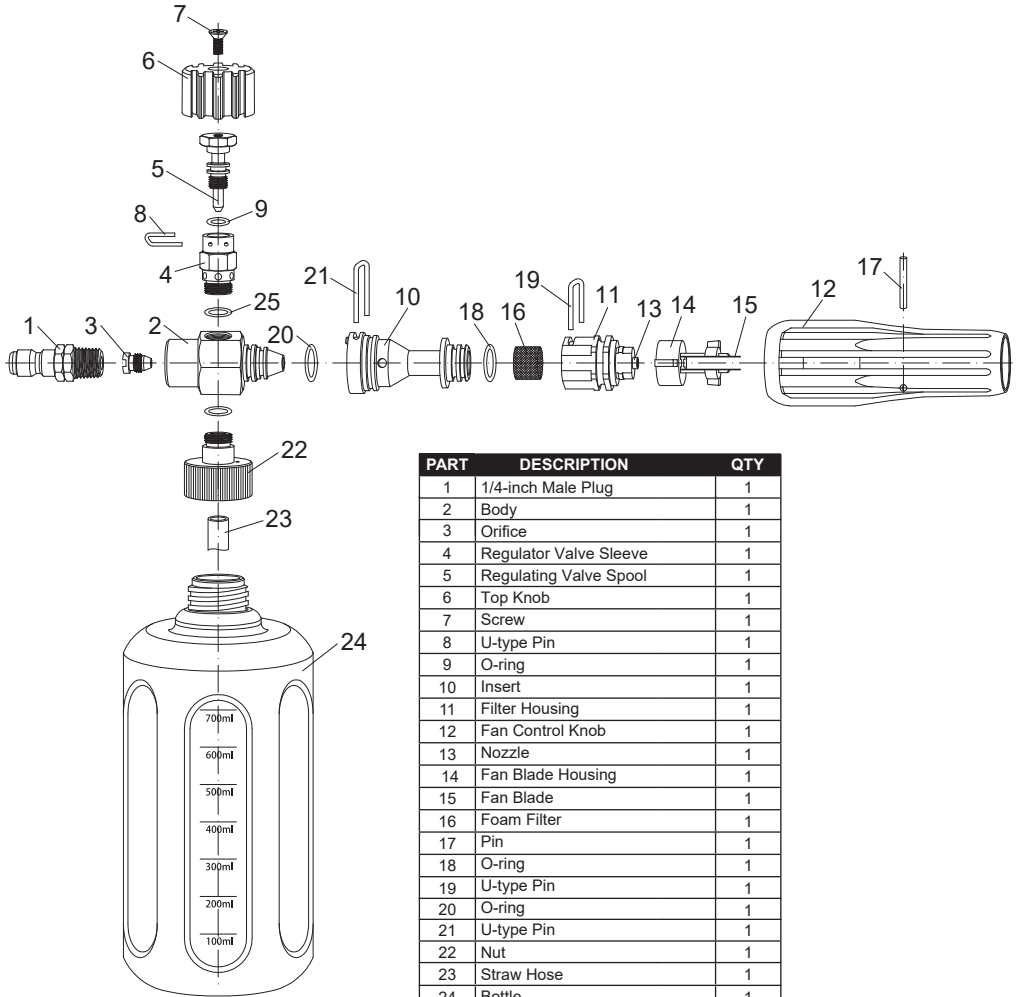 7
6
5
8
9
4
21
10
19
11
17
12
25
18
16
13
14
15
1
3
2
20
22
23
24
700ml
600ml
500ml
400ml
300ml
200ml
100ml
PART DESCRIPTION QTY
1 1/4-inch Male Plug 1
2 Body 1
3 Orifice 1
4 Regulator Valve Sleeve 1
5 Regulating Valve Spool 1
6 Top Knob 1
7 Screw 1
8 U-type Pin 1
9 O-ring 1
10 Insert 1
11 Filter Housing 1
12 Fan Control Knob 1
13 Nozzle 1
14 Fan Blade Housing 1
15 Fan Blade 1
16 Foam Filter 1
17 Pin 1
18 O-ring 1
19 U-type Pin 1
20 O-ring 1
21 U-type Pin 1
22 Nut 1
23 Straw Hose 1
24 Bottle 1